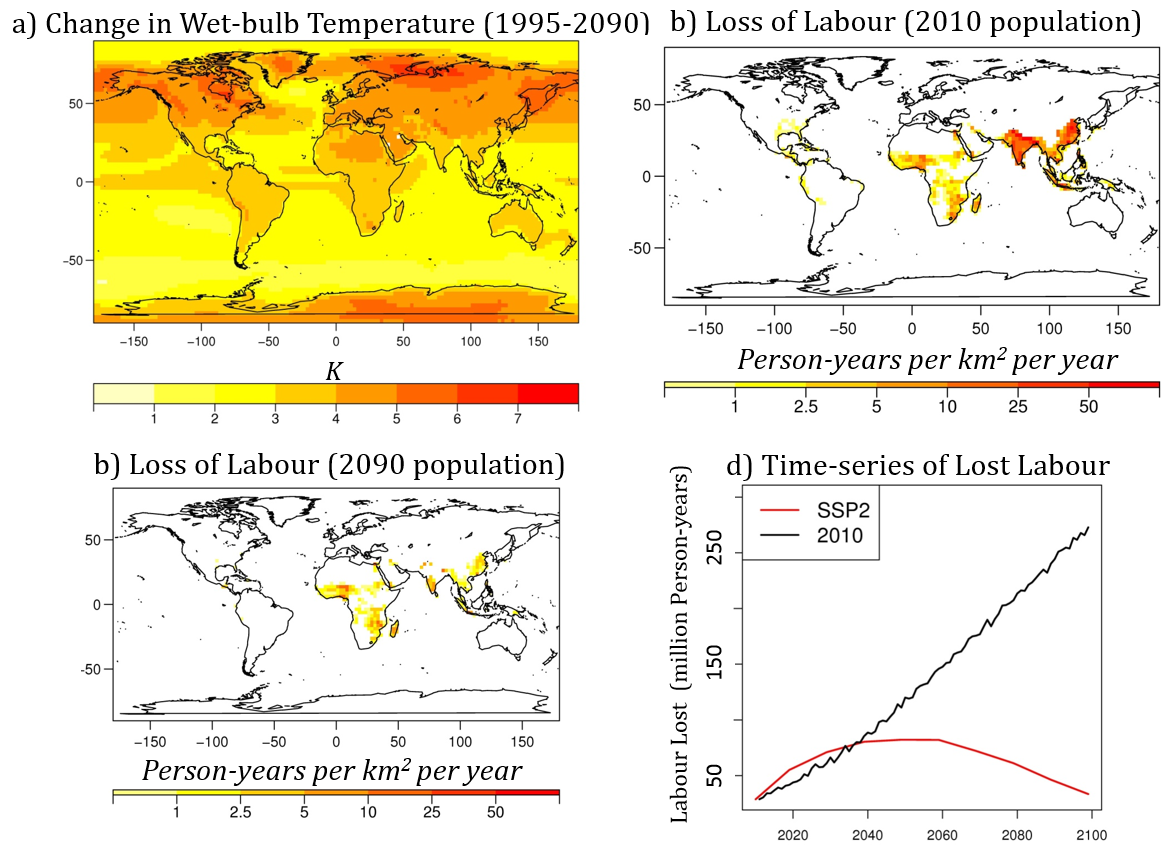 a) Change in Wet-bulb Temperature (1995-2090)
50
0
−50
−150 −100 −50 0 50 100 150
K
1 2 3 4 5 6 7
b) Loss of Labour (2010 population)
50
0
-50
−150 −100 −50 0 50 100 150
Person-years per km² per year
1 2.5 5 10 25 50
b) Loss of Labour (2090 population)
50
0
-50
−150 −100 −50 0 50 100 150
Person-years per km² per year
1 2.5 5 10 25 50
d) Time-series of Lost Labour
Labour Lost (million Person-years)
SSP2
2010
250
150
50
2020 2040 2060 2080 2100